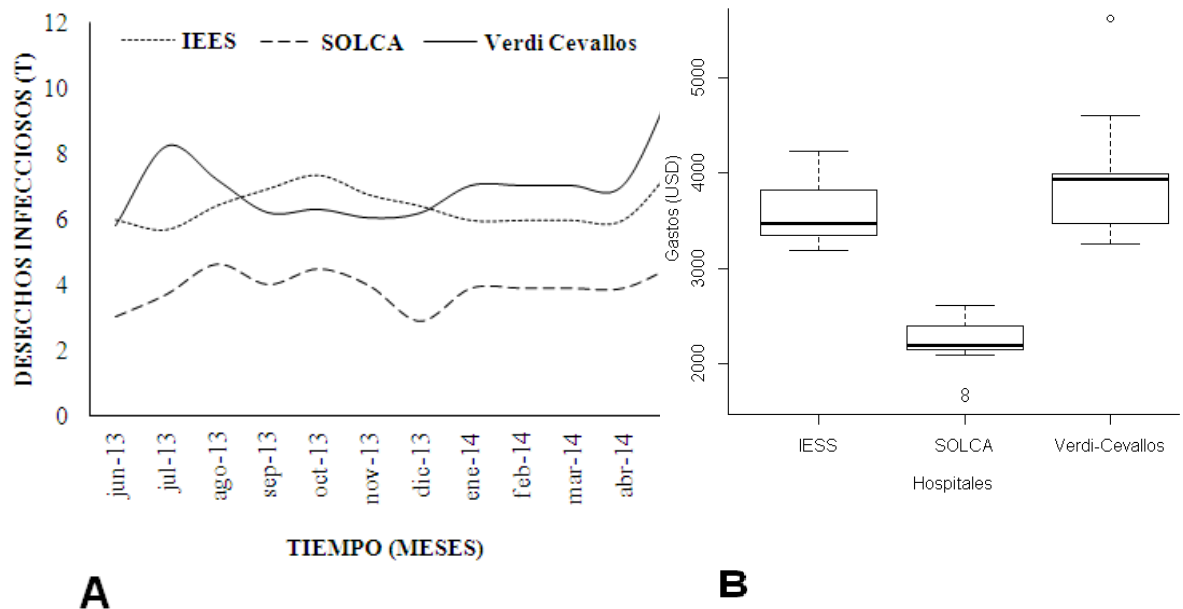 12
10
8
6
4
2
0
DESECHOS INFECCIOSOS (T)
IEES SOLCA Verdi Cevallos
jun-13
jul-13
ago-13
sep-13
oct-13
nov-13
dic-13
ene-14
feb-14
mar-14
abr-14
TIEMPO (MESES)
A
5000
4000
3000
2000
Gastos (USD)
IESS SOLCA Verdi-Cevallos
Hospitales
B